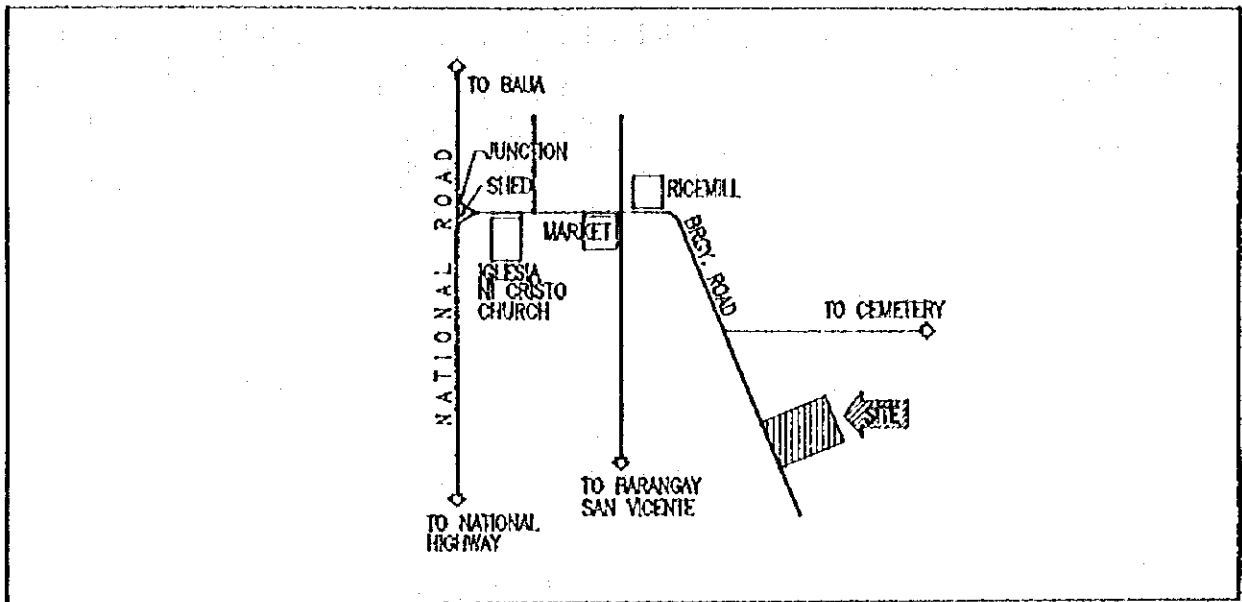 TO BAUA
NATIONAL ROAD
JUNCTION
SHED
RICEMILL
MARKET
IGLESIA
NI CRISTO
CHURCH
BRGY. ROAD
TO CEMETERY
SITE
TO BARANGAY
SAN VICENTE
TO NATIONAL
HIGHWAY